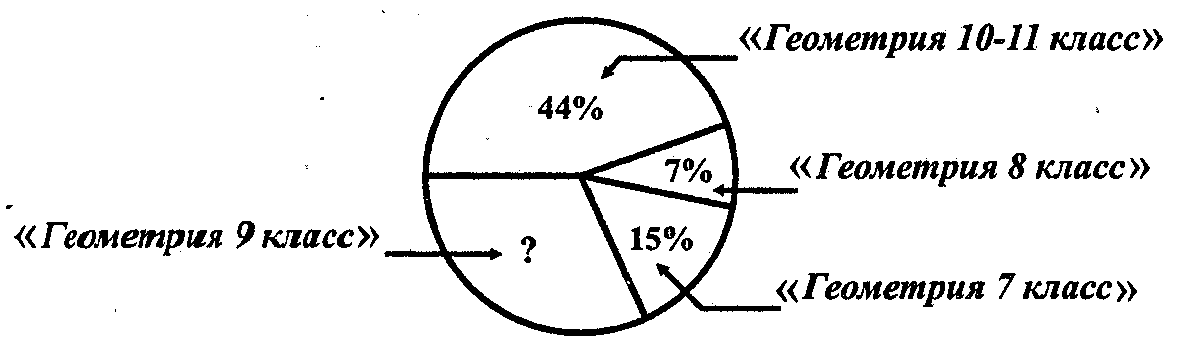 «Геометрия 10-11 класс»
44%
7%
«Геометрия 8 класс»
«Геометрия 9 класс»
?
15%
«Геометрия 7 класс»